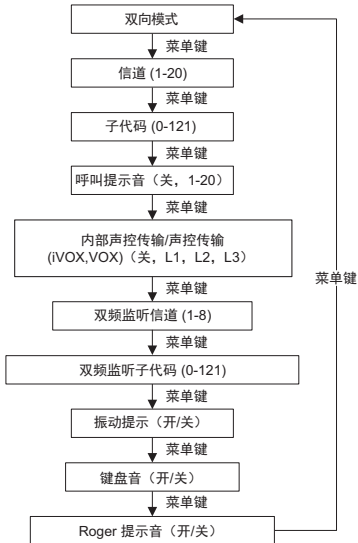 双向模式
菜单键
信道 (1-20)
菜单键
子代码 (0-121)
菜单键
呼叫提示音（关，1-20）
菜单键
内部声控传输/声控传输
(iVOX,VOX)（关，L1，L2，L3）
菜单键
菜单键
双频监听信道 (1-8)
菜单键
双频监听子代码 (0-121)
菜单键
振动提示（开/关）
菜单键
键盘音（开/关）
菜单键
Roger 提示音（开/关）